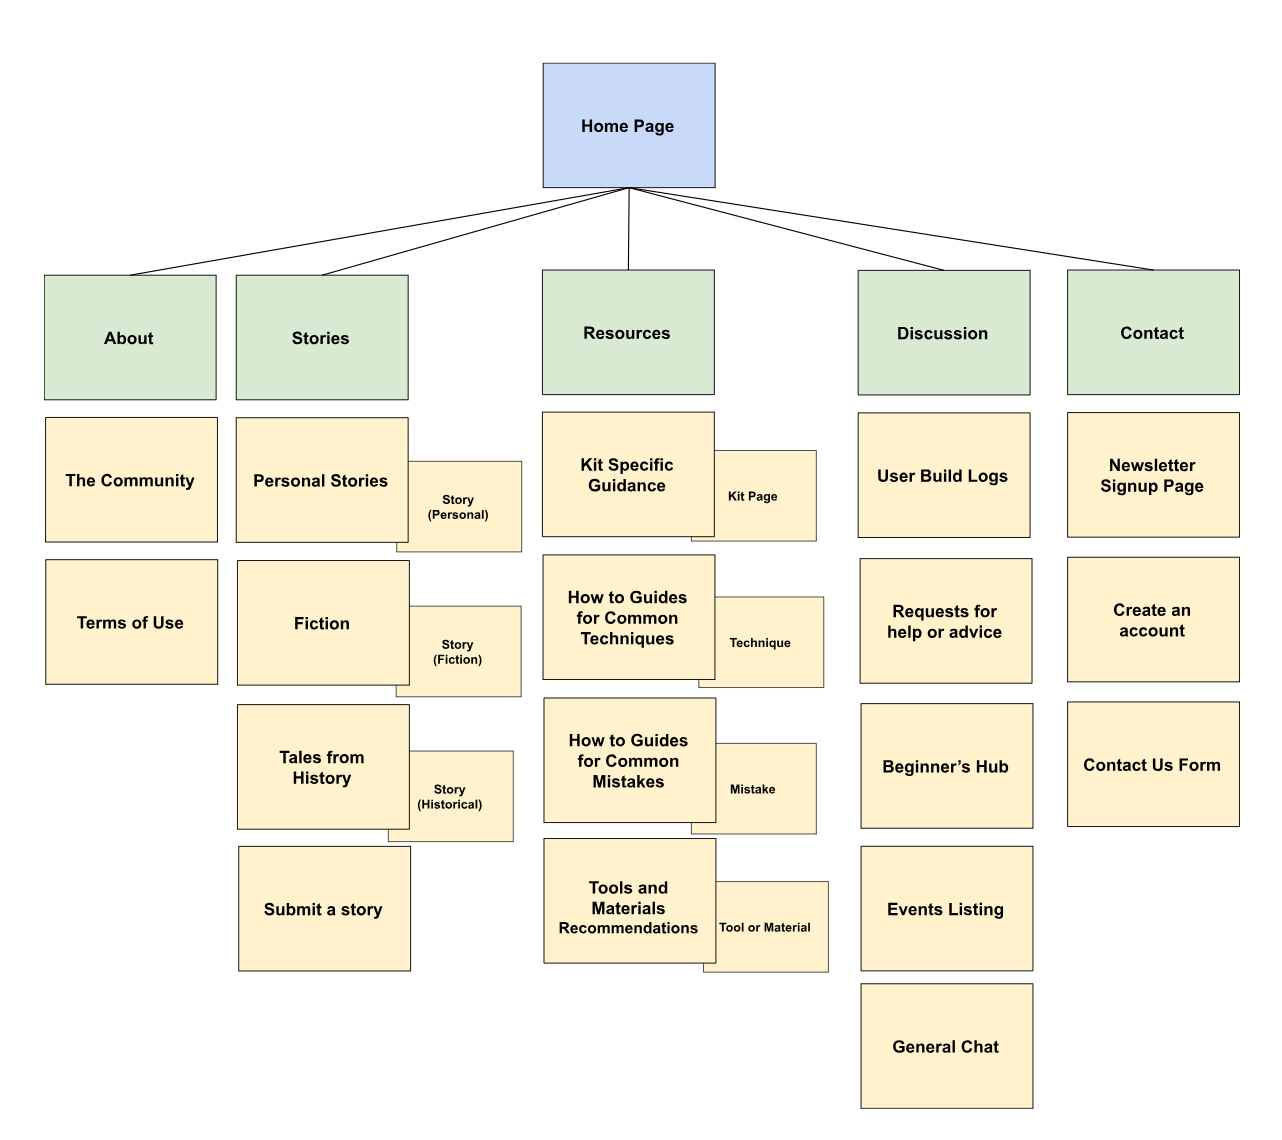 Home Page
About
Stories
Resources
Discussion
Contact
The Community
Terms of Use
Personal Stories
Story
(Personal)
Fiction
Story
(Fiction)
Tales from
History
Story
(Historical)
Submit a story
Kit Specific
Guidance
Kit Page
How to Guides
for Common
Techniques
Technique
How to Guides
for Common
Mistakes
Mistake
Tools and
Materials
Recommendations
Tool or Material
User Build Logs
Requests for
help or advice
Beginner’s Hub
Events Listing
General Chat
Newsletter
Signup Page
Create an
account
Contact Us Form